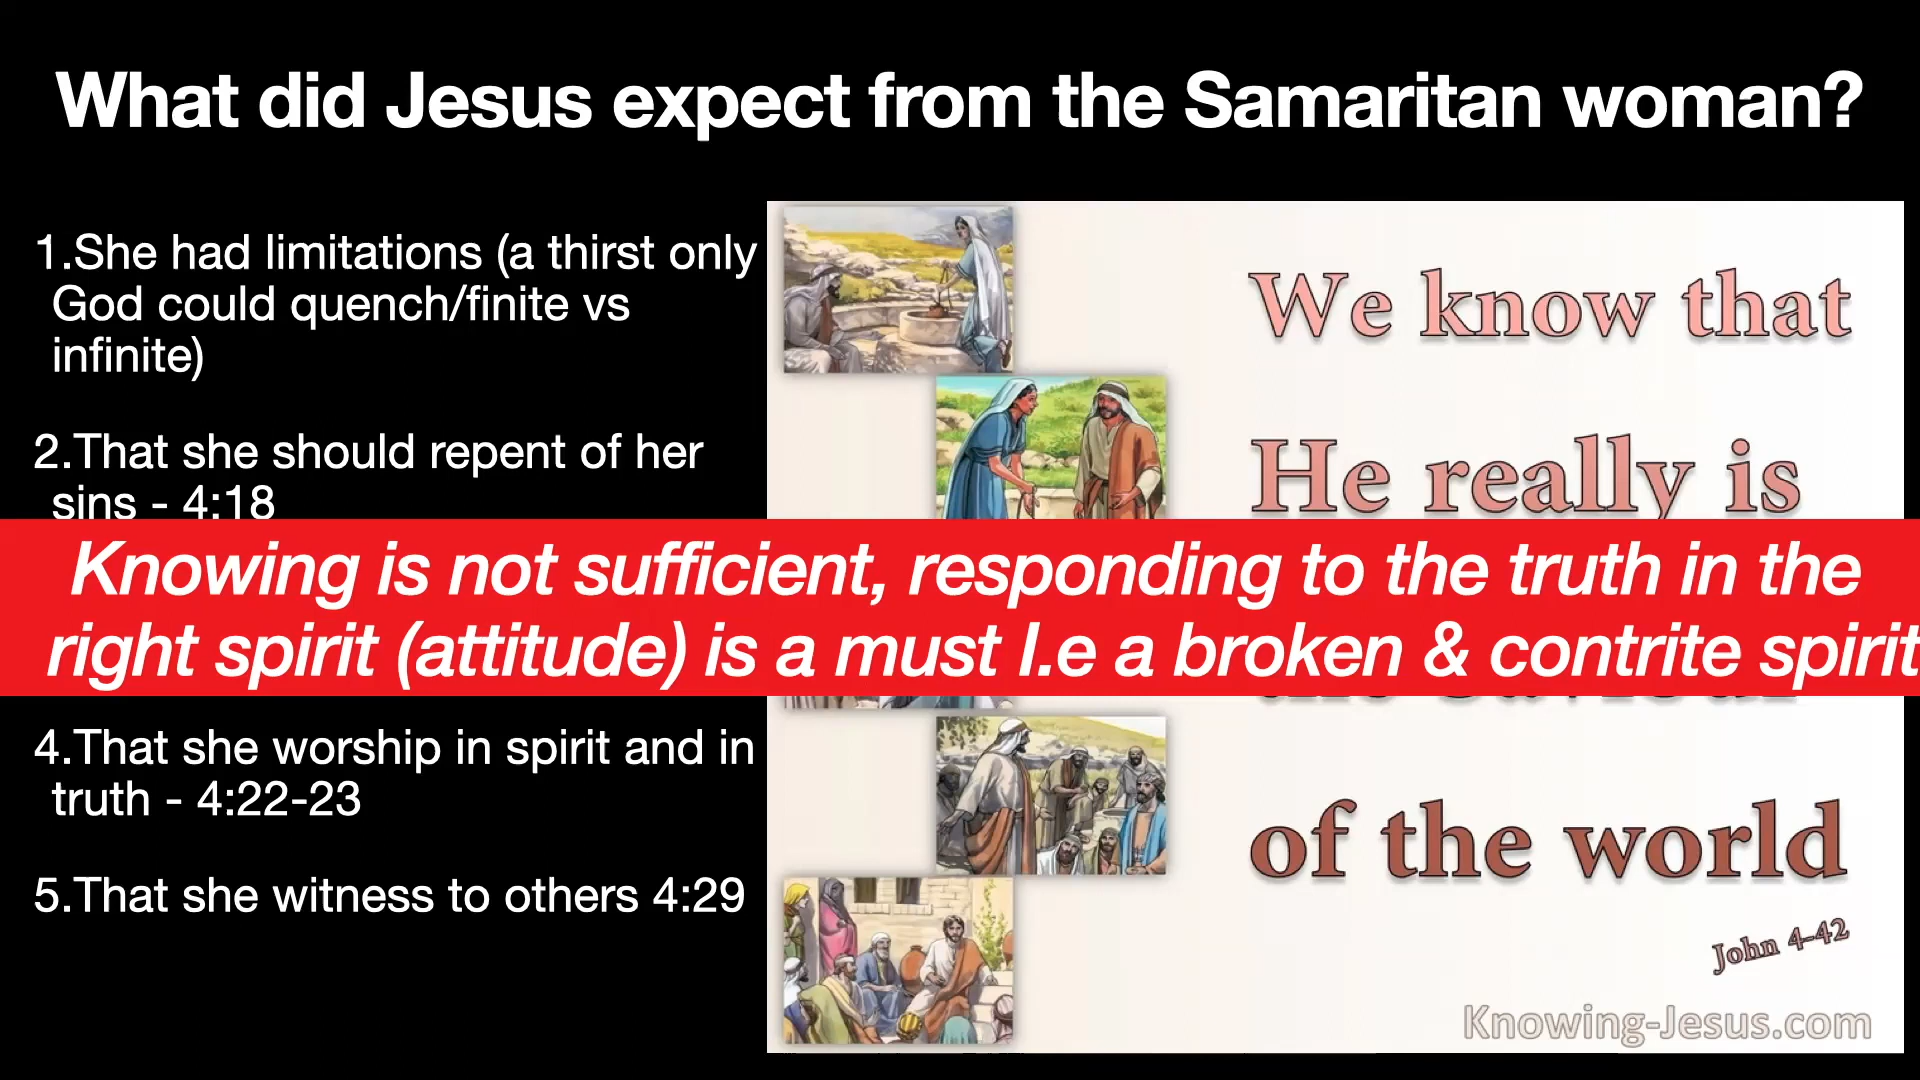 What did Jesus expect from the Samaritan woman?
1.She had limitations (a thirst only
God could quench/finite vs
infinite)
2.That she should repent of her
sins - 4:18
Knowing is not sufficient, responding to the truth in the
right spirit (attitude) is a must I.e a broken & contrite spirit
4.That she worship in spirit and in
truth - 4:22-23
5.That she witness to others 4:29
We know that
He really is
of the world
John 4-42
Knowing-Jesus.com